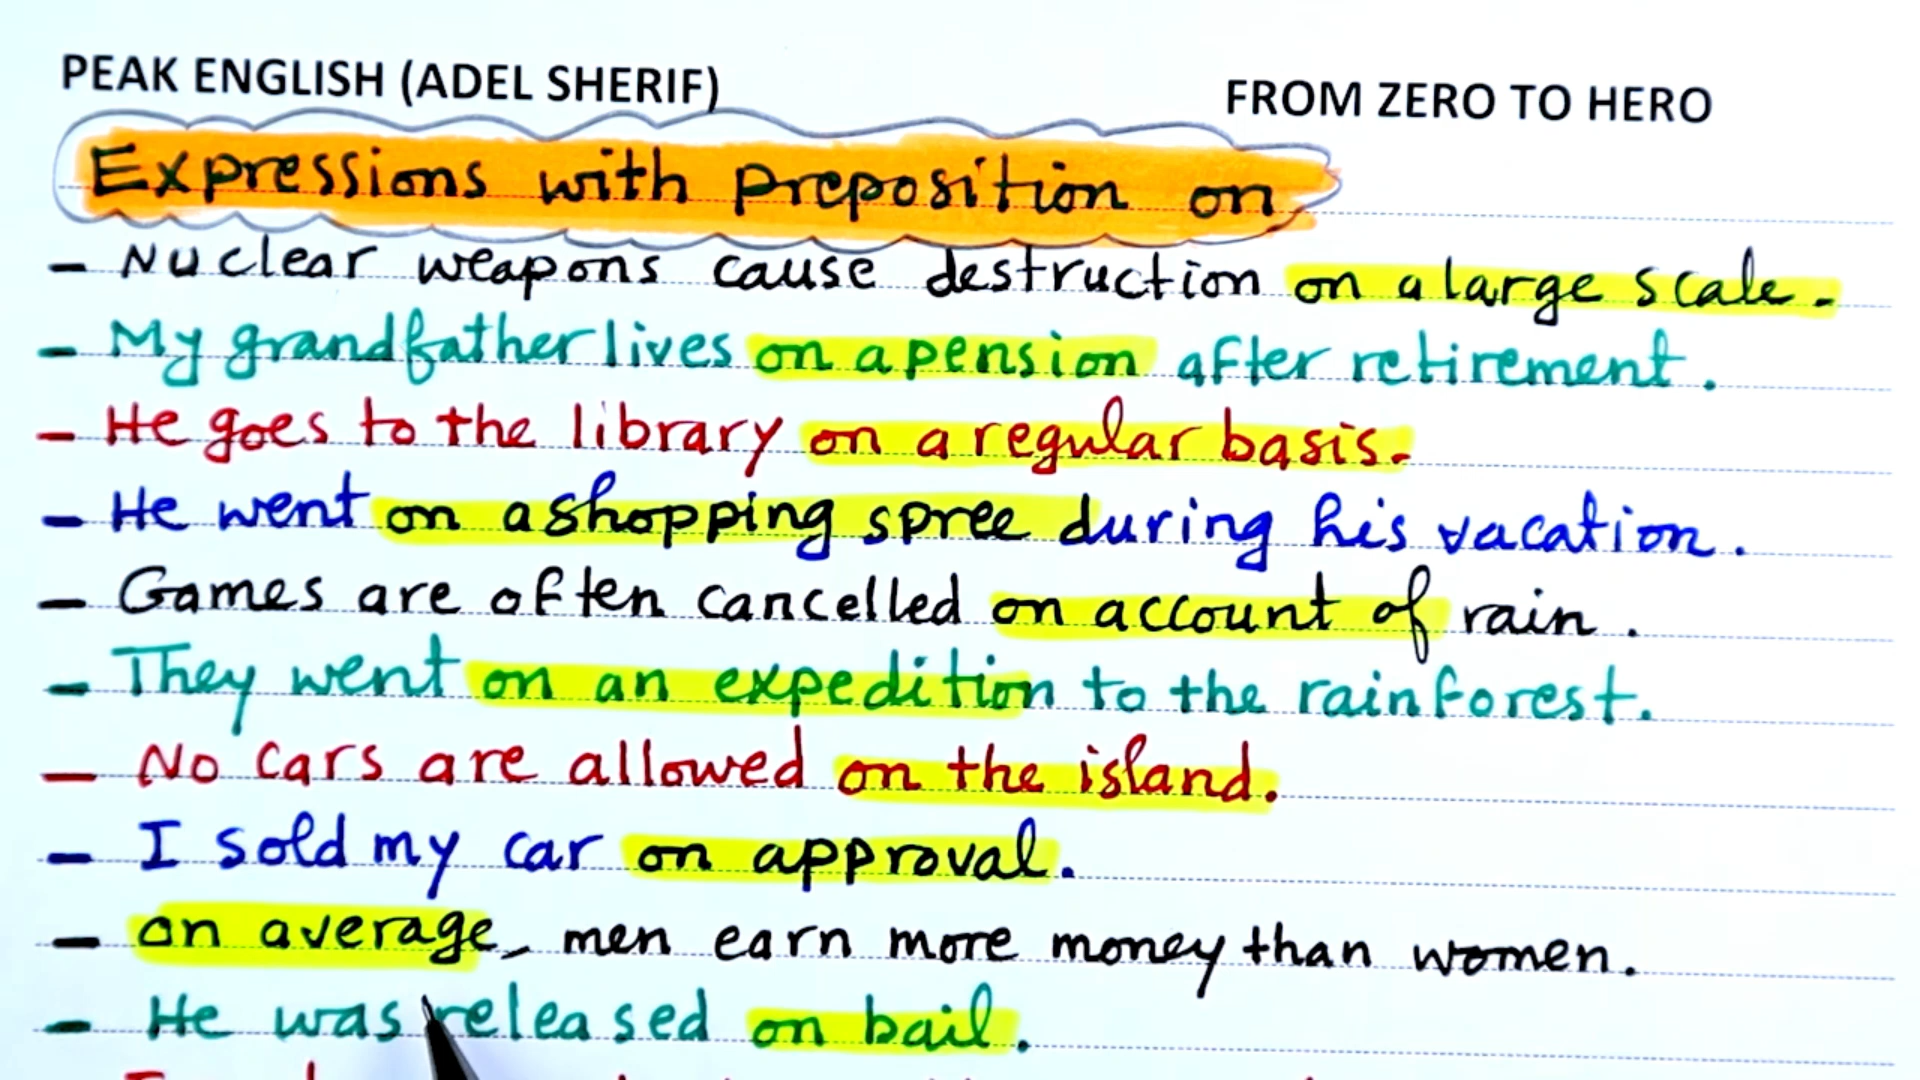 PEAK ENGLISH (ADEL SHERIF) FROM ZERO TO HERO
Expressions with preposition on
- Nuclear weapons cause destruction on a large scale.
- My grandfather lives on a pension after retirement.
- He goes to the library on a regular basis.
- He went on a shopping spree during his vacation.
- Games are often cancelled on account of rain.
- They went on an expedition to the rainforest.
- No cars are allowed on the island.
- I sold my car on approval.
- on average, men earn more money than women.
- He was released on bail.